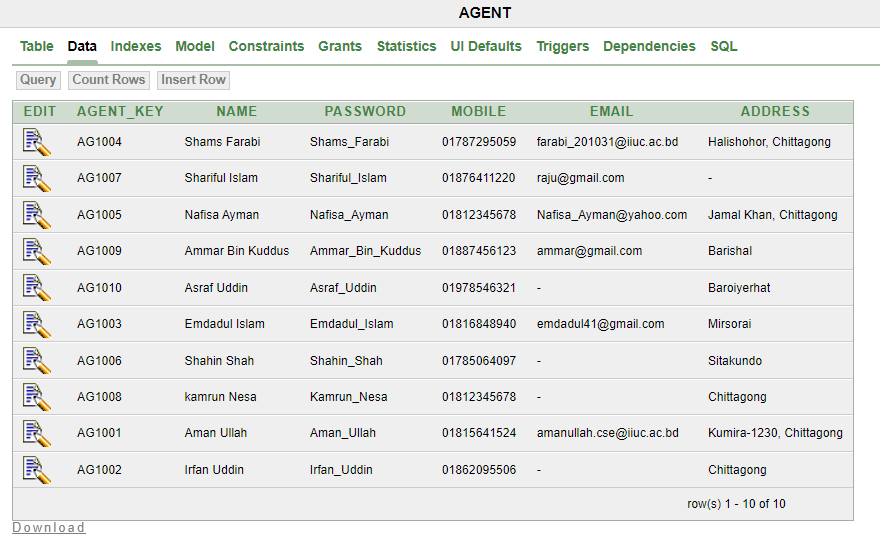 AGENT
Table Data Indexes Model Constraints Grants Statistics UI Defaults Triggers Dependencies SQL
Query Count Rows Insert Row
EDIT AGENT_KEY NAME PASSWORD MOBILE EMAIL ADDRESS
AG1004 Shams Farabi Shams_Farabi 01787295059 farabi_201031@iiuc.ac.bd Halishohor, Chittagong
AG1007 Shariful Islam Shariful_Islam 01876411220 raju@gmail.com -
AG1005 Nafisa Ayman Nafisa_Ayman 01812345678 Nafisa_Ayman@yahoo.com Jamal Khan, Chittagong
AG1009 Ammar Bin Kuddus Ammar_Bin_Kuddus 01887456123 ammar@gmail.com Barishal
AG1010 Asraf Uddin Asraf_Uddin 01978546321 - Baroiyerhat
AG1003 Emdadul Islam Emdadul_Islam 01816848940 emdadul41@gmail.com Mirsorai
AG1006 Shahin Shah Shahin_Shah 01785064097 - Sitakundo
AG1008 kamrun Nesa Kamrun_Nesa 01812345678 - Chittagong
AG1001 Aman Ullah Aman_Ullah 01815641524 amanullah.cse@iiuc.ac.bd Kumira-1230, Chittagong
AG1002 Irfan Uddin Irfan_Uddin 01862095506 - Chittagong
row(s) 1 - 10 of 10
Download